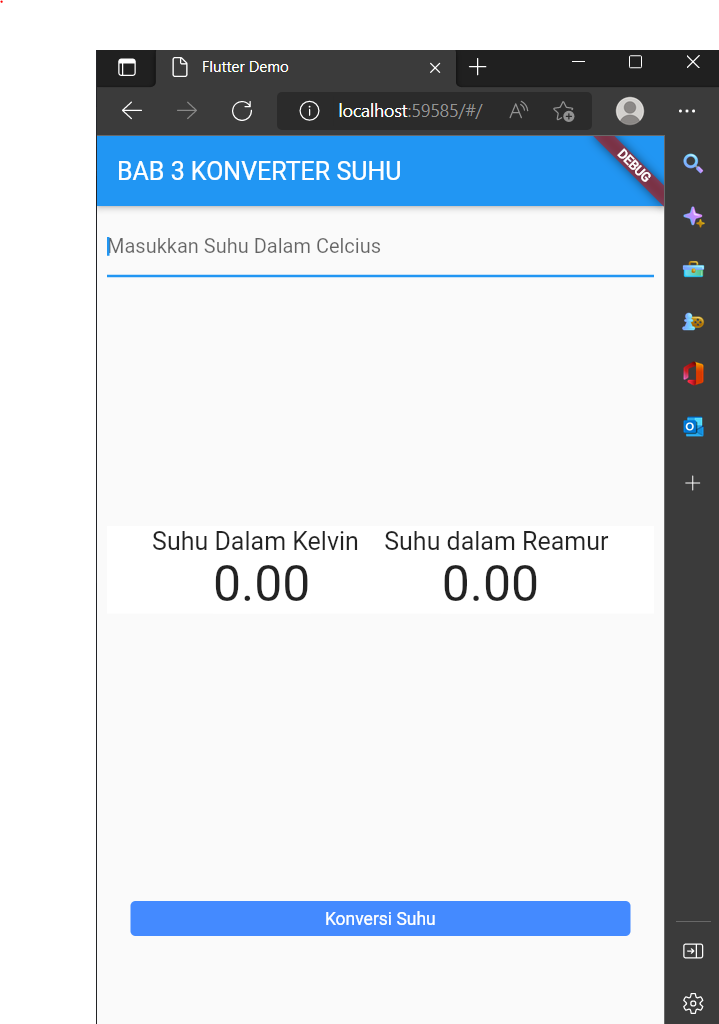 Flutter Demo
localhost:59585/#/
BAB 3 KONVERTER SUHU
DEBUG
Masukkan Suhu Dalam Celcius
Suhu Dalam Kelvin Suhu dalam Reamur
0.00 0.00
Konversi Suhu